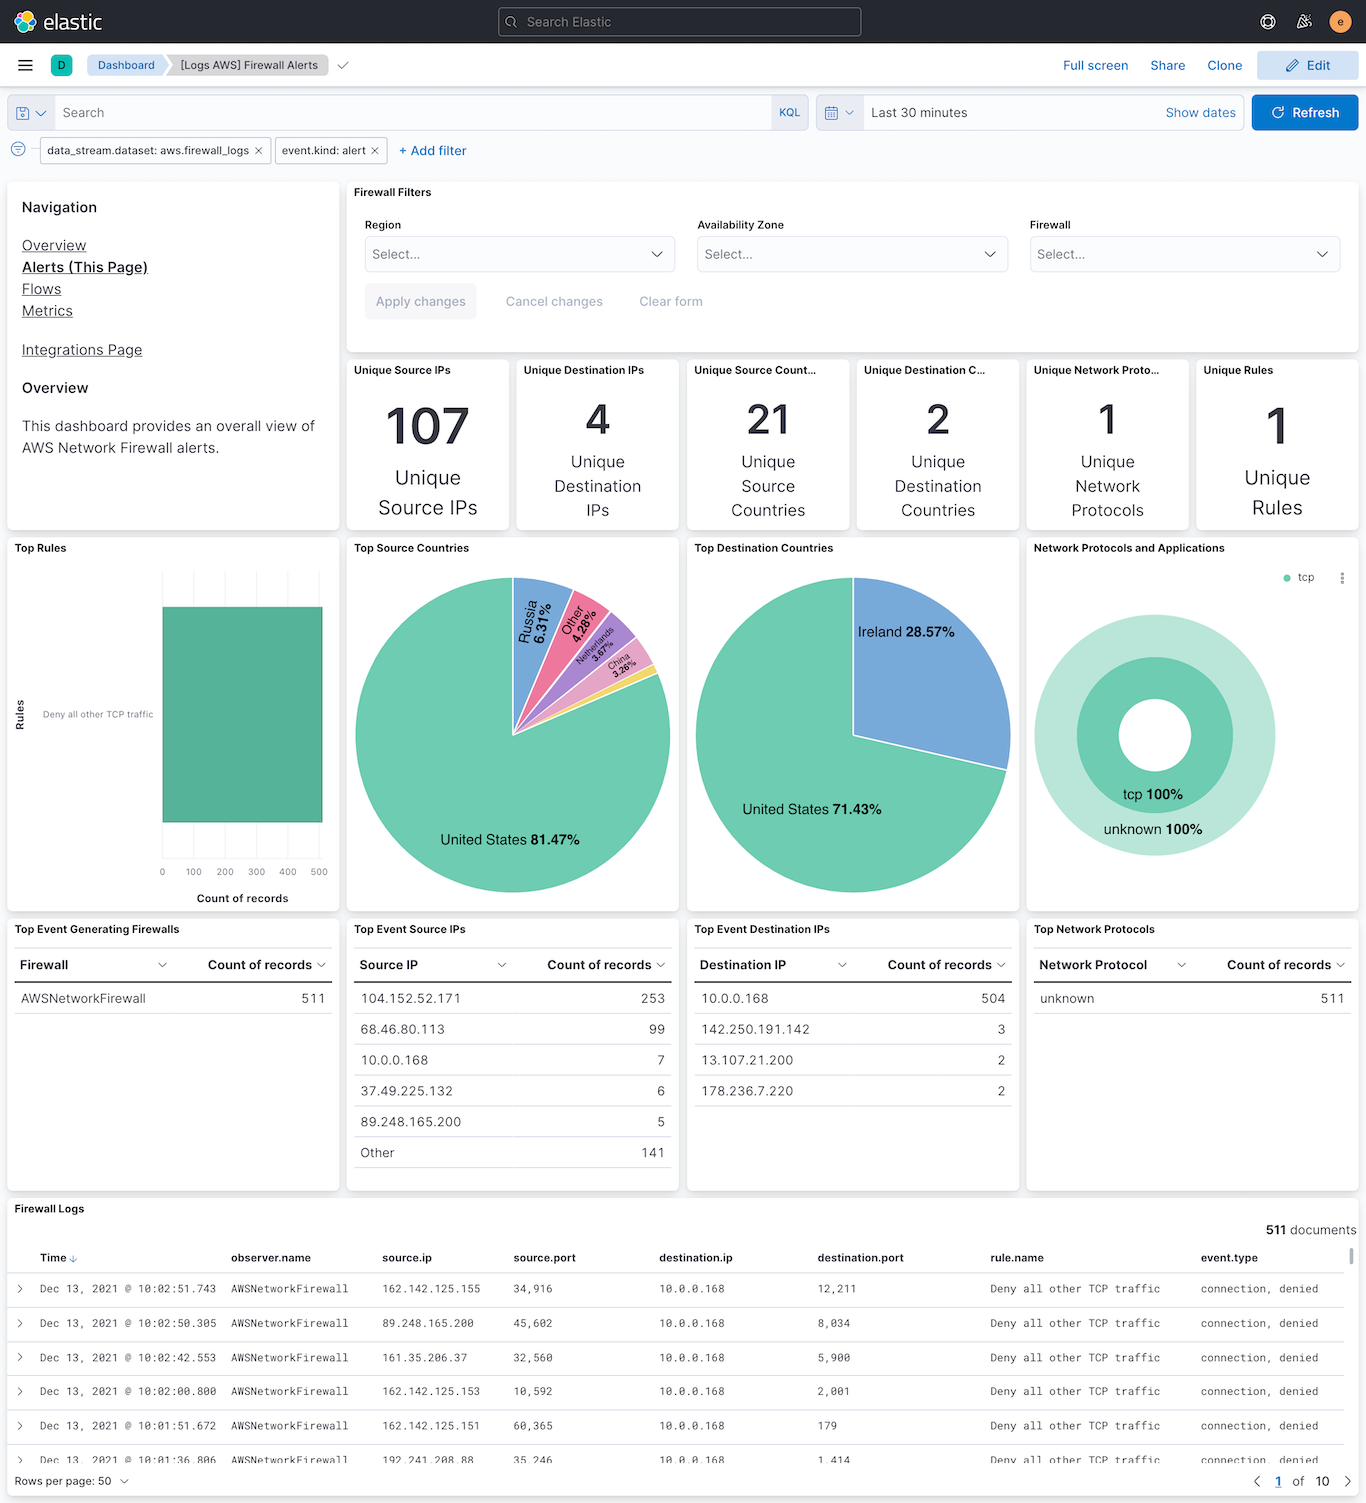 elastic
Search Elastic
e
D
Dashboard
[Logs AWS] Firewall Alerts
Full screen
Share
Clone
Edit
Search
KQL
Last 30 minutes
Show dates
Refresh
data_stream.dataset: aws.firewall_logs ×
event.kind: alert ×
+ Add filter
Navigation
Overview
Alerts (This Page)
Flows
Metrics
Integrations Page
Overview
This dashboard provides an overall view of
AWS Network Firewall alerts.
Firewall Filters
Region
Availability Zone
Firewall
Select...
Select...
Select...
Apply changes
Cancel changes
Clear form
Unique Source IPs
107
Unique
Source IPs
Unique Destination IPs
4
Unique
Destination
IPs
Unique Source Count...
21
Unique
Source
Countries
Unique Destination C...
2
Unique
Destination
Countries
Unique Network Proto...
1
Unique
Network
Protocols
Unique Rules
1
Unique
Rules
Top Rules
Rules
Deny all other TCP traffic
0 100 200 300 400 500
Count of records
Top Source Countries
Russia
6.31%
Other
4.28%
Netherlands
3.67%
China
3.26%
United States 81.47%
Top Destination Countries
Ireland 28.57%
United States 71.43%
Network Protocols and Applications
tcp
tcp 100%
unknown 100%
Top Event Generating Firewalls
Firewall Count of records
AWSNetworkFirewall 511
Top Event Source IPs
Source IP Count of records
104.152.52.171 253
68.46.80.113 99
10.0.0.168 7
37.49.225.132 6
89.248.165.200 5
Other 141
Top Event Destination IPs
Destination IP Count of records
10.0.0.168 504
142.250.191.142 3
13.107.21.200 2
178.236.7.220 2
Top Network Protocols
Network Protocol Count of records
unknown 511
Firewall Logs
511 documents
Time observer.name source.ip source.port destination.ip destination.port rule.name event.type
Dec 13, 2021 @ 10:02:51.743 AWSNetworkFirewall 162.142.125.155 34,916 10.0.0.168 12,211 Deny all other TCP traffic connection, denied
Dec 13, 2021 @ 10:02:50.305 AWSNetworkFirewall 89.248.165.200 45,602 10.0.0.168 8,034 Deny all other TCP traffic connection, denied
Dec 13, 2021 @ 10:02:42.553 AWSNetworkFirewall 161.35.206.37 32,560 10.0.0.168 5,900 Deny all other TCP traffic connection, denied
Dec 13, 2021 @ 10:02:00.800 AWSNetworkFirewall 162.142.125.153 10,592 10.0.0.168 2,001 Deny all other TCP traffic connection, denied
Dec 13, 2021 @ 10:01:51.672 AWSNetworkFirewall 162.142.125.151 60,365 10.0.0.168 179 Deny all other TCP traffic connection, denied
Dec 13, 2021 @ 10:01:36.806 AWSNetworkFirewall 192.241.208.88 35,246 10.0.0.168 1,414 Deny all other TCP traffic connection, denied
Rows per page: 50
1 of 10